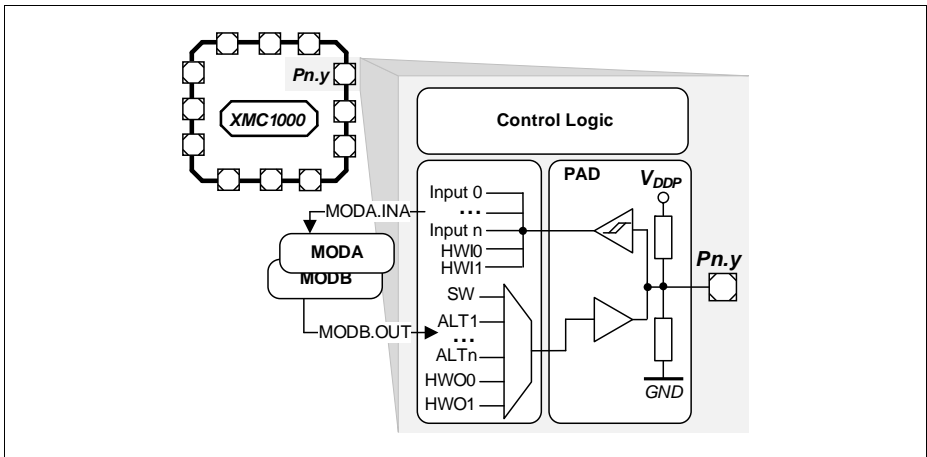 Pn.y
XMC1000
Control Logic
PAD
VDDP
Input 0
...
Input n
HWI0
HWI1
MODA.INA
MODA
MODB
MODB.OUT
SW
ALT1
...
ALTn
HWO0
HWO1
Pn.y
GND